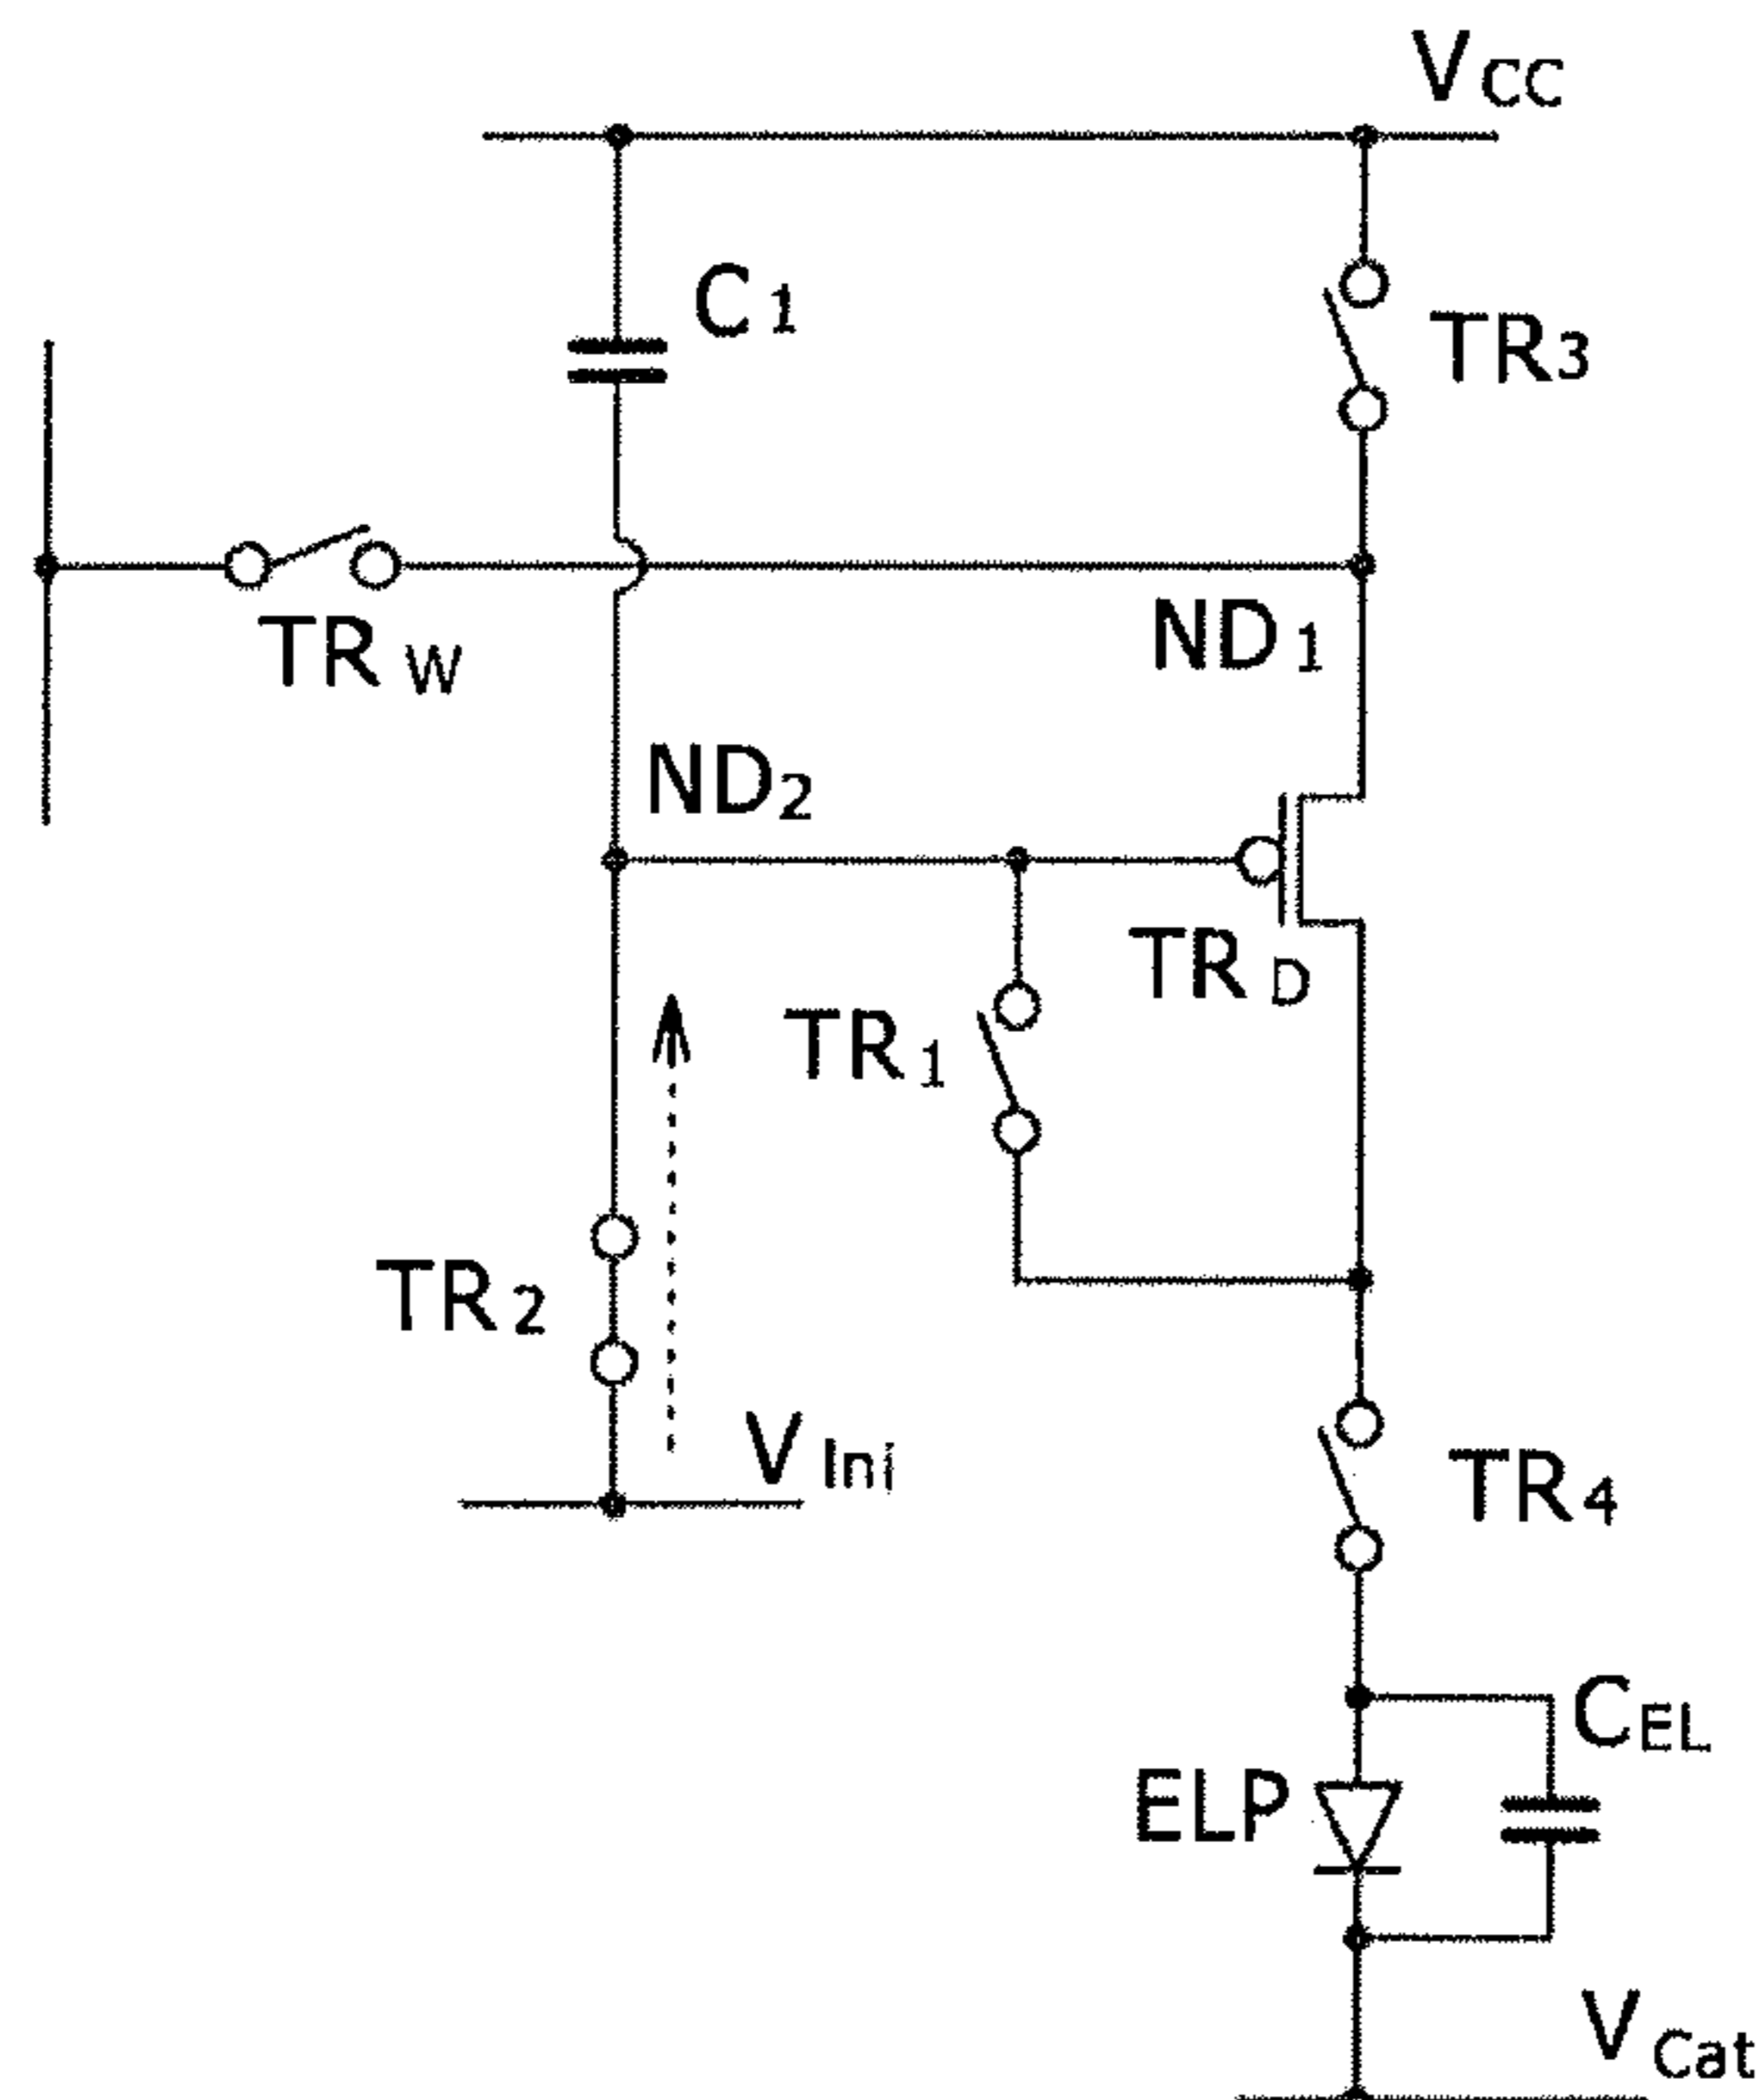 VCC
C1
TR3
TRW
ND1
ND2
TRD
TR1
TR2
VIni
TR4
CEL
ELP
VCat